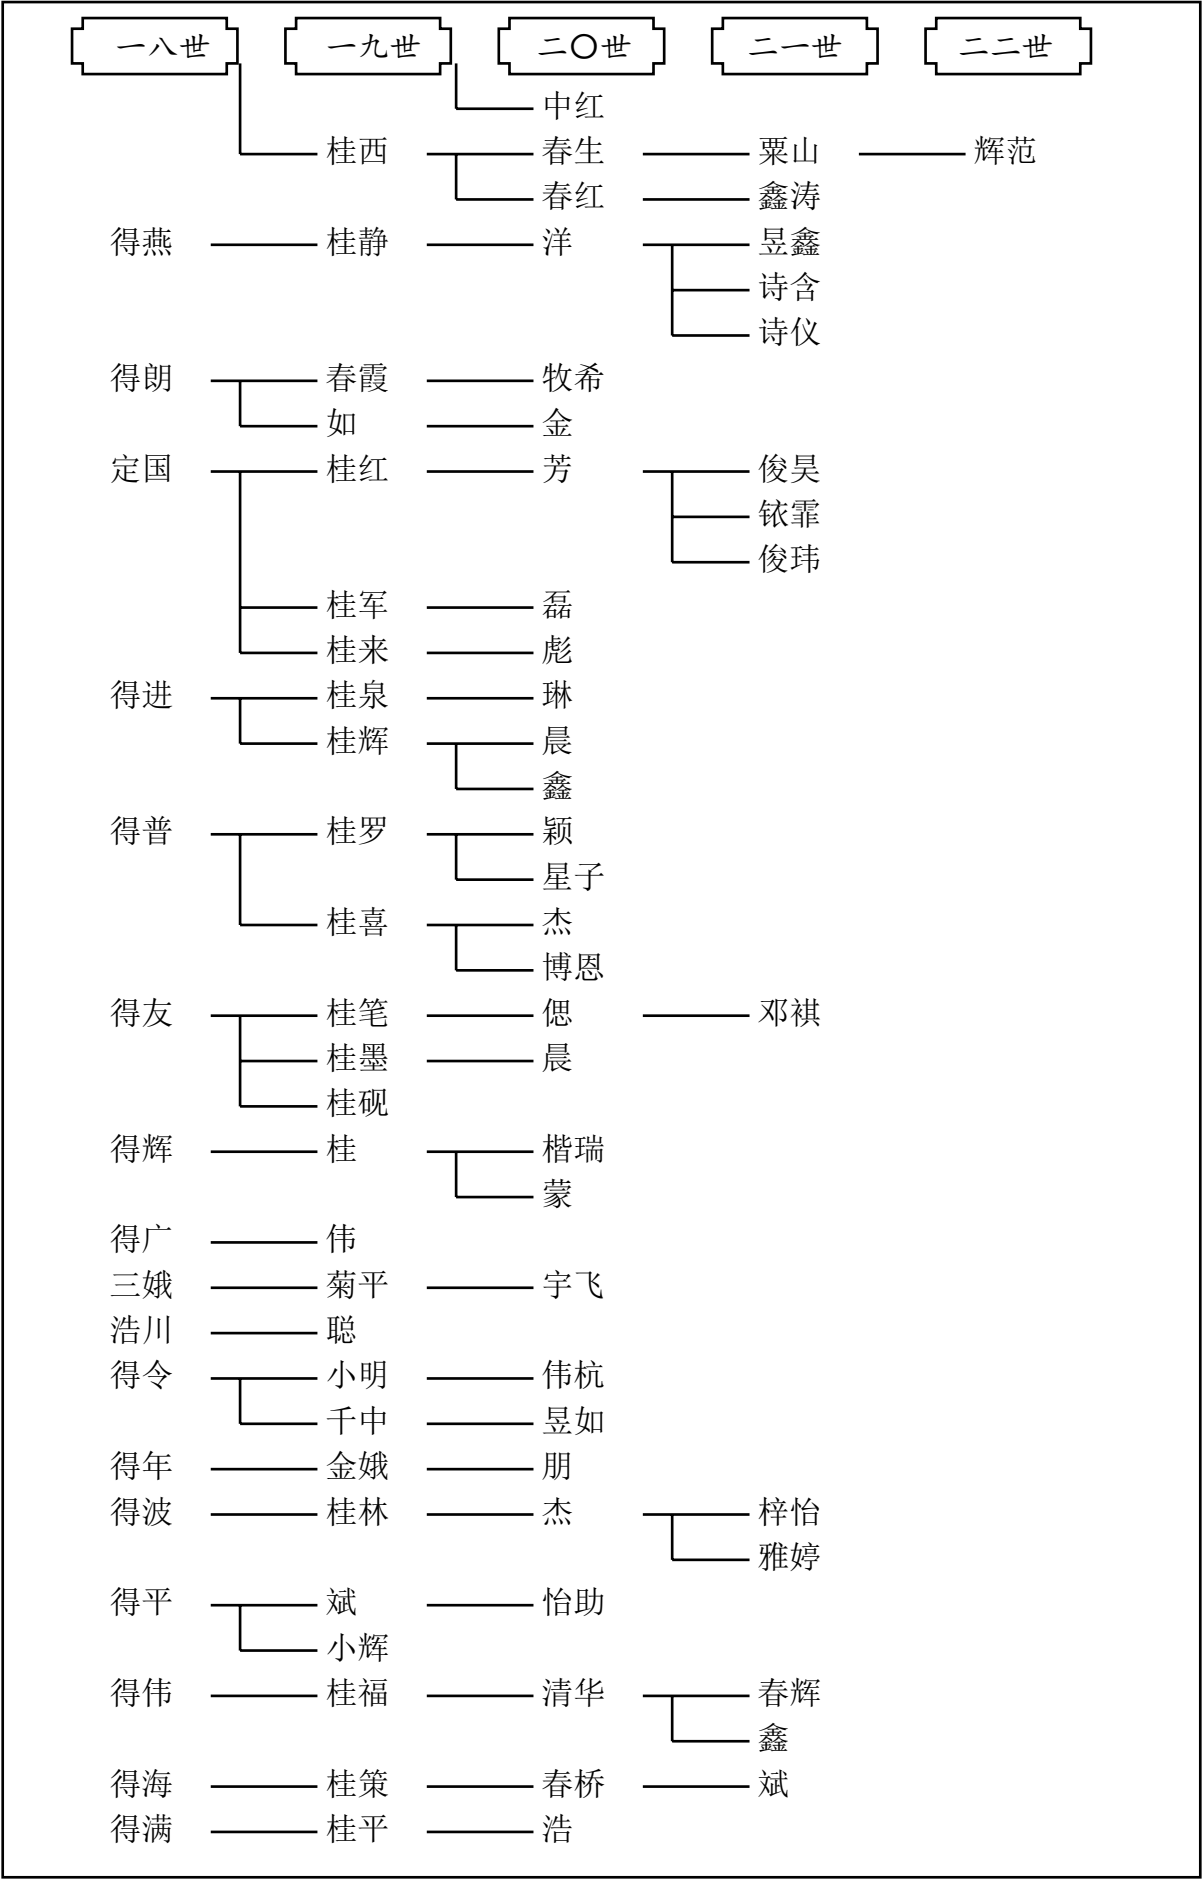 一八世 一九世 二〇世 二一世 二二世
中红
桂西 春生 粟山 辉范
春红 鑫涛
得燕 桂静 洋 昱鑫
诗含
诗仪
得朗 春霞 牧希
如 金
定国 桂红 芳 俊昊
铱霏
俊玮
桂军 磊
桂来 彪
得进 桂泉 琳
桂辉 晨
鑫
得普 桂罗 颖
星子
桂喜 杰
博恩
得友 桂笔 偲 邓祺
桂墨 晨
桂砚
得辉 桂 楷瑞
蒙
得广 伟
三娥 菊平 宇飞
浩川 聪
得令 小明 伟杭
千中 昱如
得年 金娥 朋
得波 桂林 杰 梓怡
雅婷
得平 斌 怡助
小辉
得伟 桂福 清华 春辉
鑫
得海 桂策 春桥 斌
得满 桂平 浩